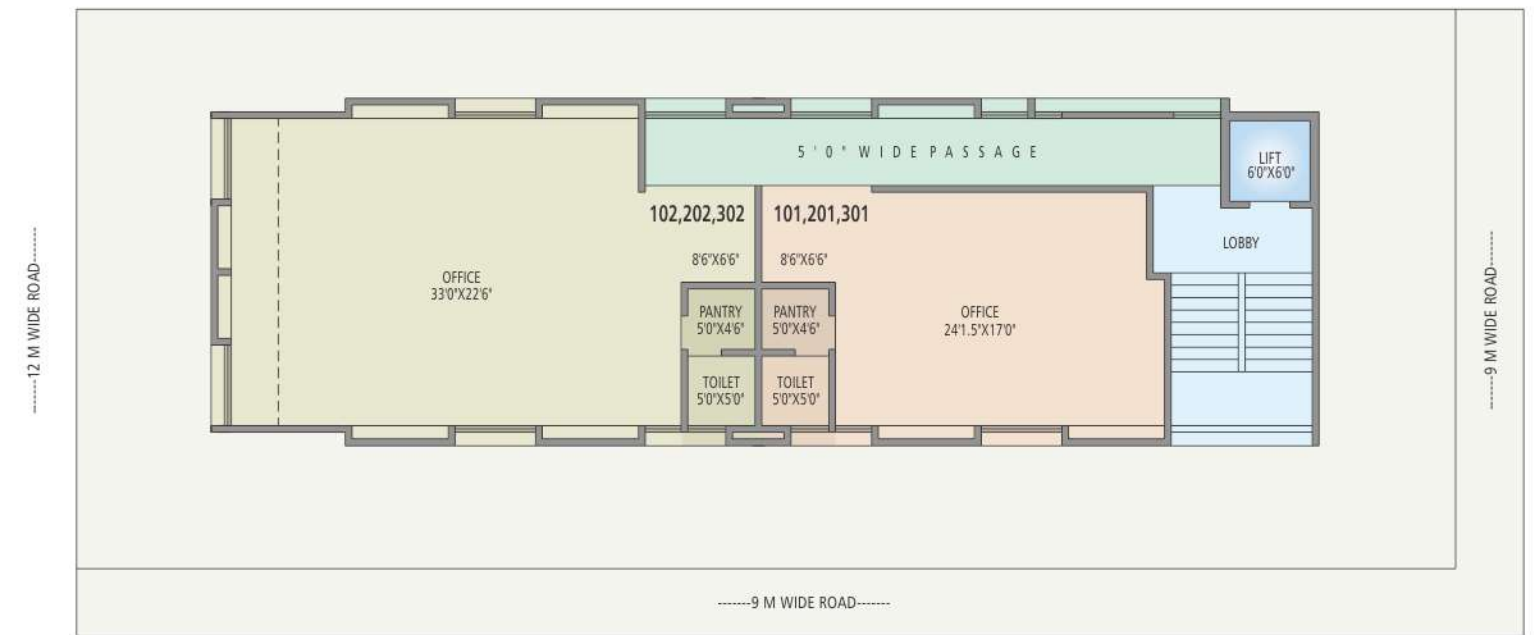 5'0" WIDE PASSAGE
LIFT
6'0"X6'0"
102,202,302
101,201,301
LOBBY
8'6"X6'6"
8'6"X6'6"
OFFICE
33'0"X22'6"
PANTRY
5'0"X4'6"
PANTRY
5'0"X4'6"
OFFICE
24'1.5"X17'0"
TOILET
5'0"X5'0"
TOILET
5'0"X5'0"
-------12 M WIDE ROAD-------
-------9 M WIDE ROAD-------
-------9 M WIDE ROAD-------